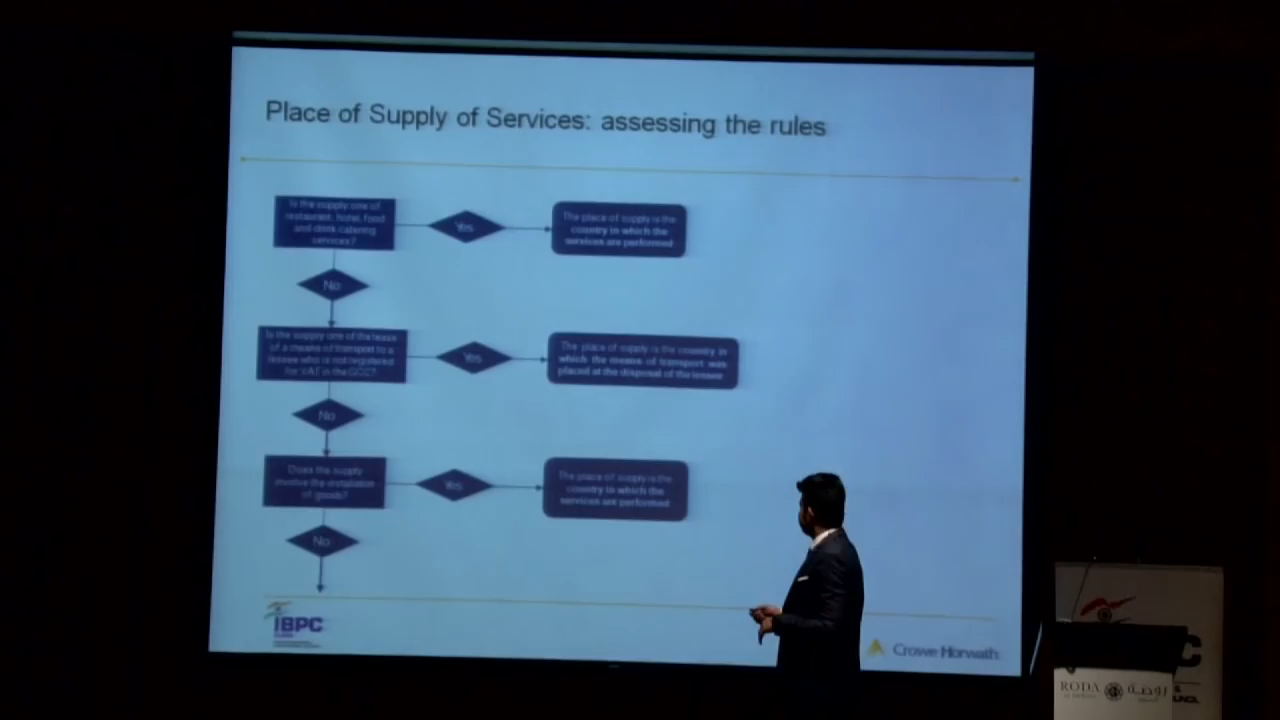 Place of Supply of Services: assessing the rules
Is the supply one of
restaurant, hotel, food
and drink catering
services?
Yes
The place of supply is the
country in which the
services are performed
No
Is the supply one of the lease
of a means of transport to a
lessee who is not registered
for VAT in the GCC?
Yes
The place of supply is the country in
which the means of transport was
placed at the disposal of the lessee
No
Does the supply
involve the installation
of goods?
Yes
The place of supply is the
country in which the
services are performed
No
IBPC
Crowe Horwath
C
RODA
روضة
&
UNCIL